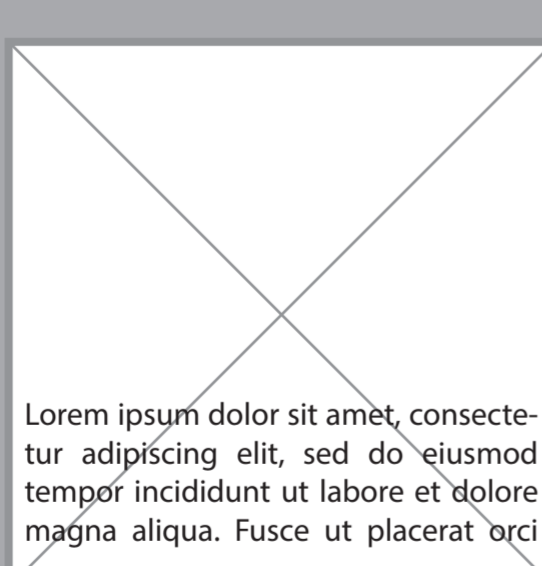 Lorem ipsum dolor sit amet, consecte-
tur adipiscing elit, sed do eiusmod
tempor incididunt ut labore et dolore
magna aliqua. Fusce ut placerat orci